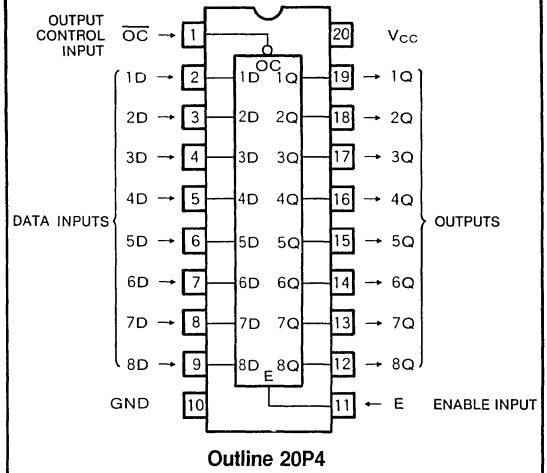 OUTPUT
CONTROL
INPUT
OC → 1 20 VCC
OC
1D → 2 1D 1Q 19 → 1Q
2D → 3 2D 2Q 18 → 2Q
3D → 4 3D 3Q 17 → 3Q
4D → 5 4D 4Q 16 → 4Q
DATA INPUTS OUTPUTS
5D → 6 5D 5Q 15 → 5Q
6D → 7 6D 6Q 14 → 6Q
7D → 8 7D 7Q 13 → 7Q
8D → 9 8D 8Q 12 → 8Q
E
GND 10 11 ← E ENABLE INPUT
Outline 20P4